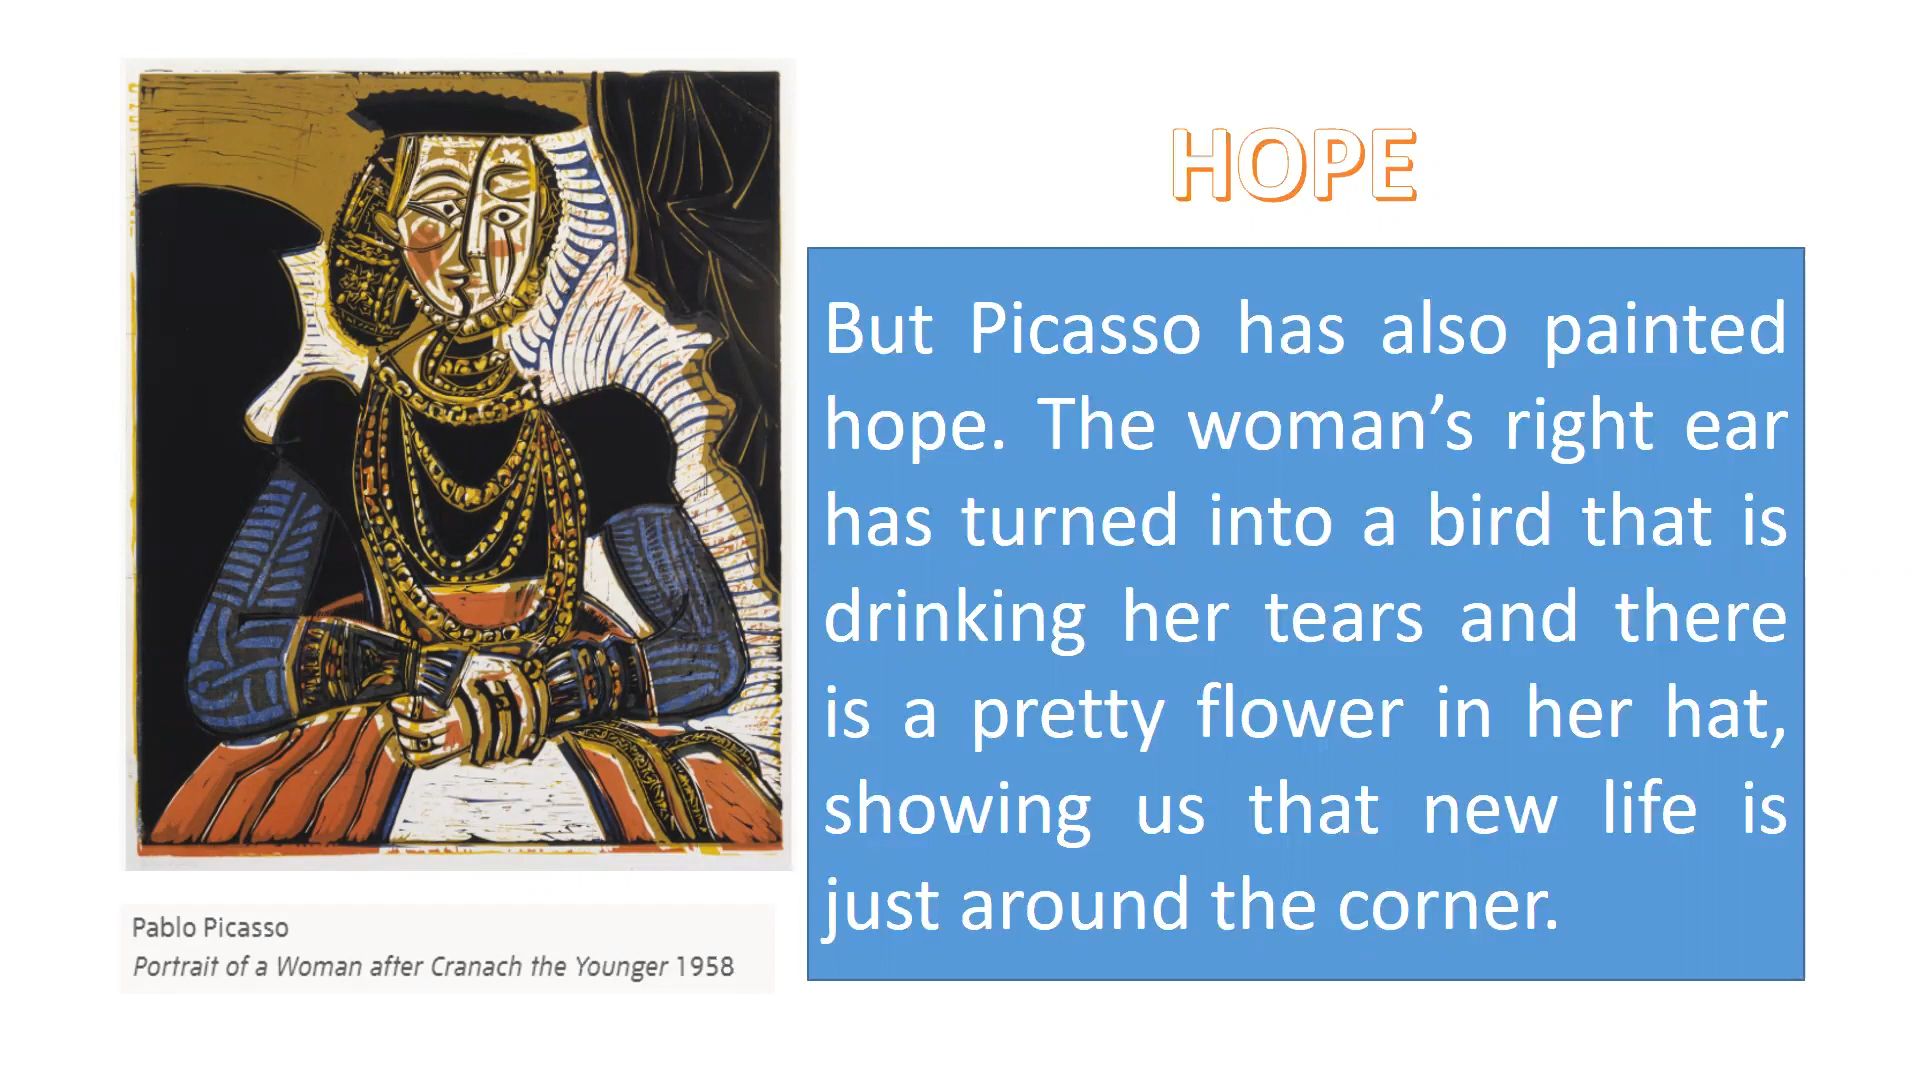 HOPE
But Picasso has also painted
hope. The woman’s right ear
has turned into a bird that is
drinking her tears and there
is a pretty flower in her hat,
showing us that new life is
just around the corner.
Pablo Picasso
Portrait of a Woman after Cranach the Younger 1958